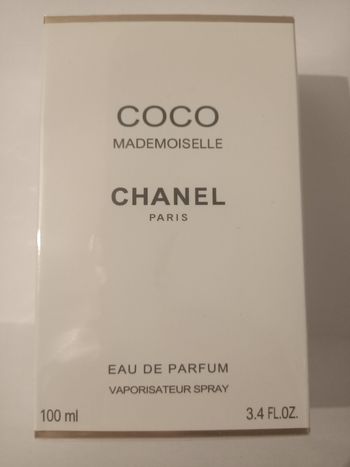 COCO
MADEMOISELLE
CHANEL
PARIS
EAU DE PARFUM
VAPORISATEUR SPRAY
100 ml 3.4 FL.OZ.